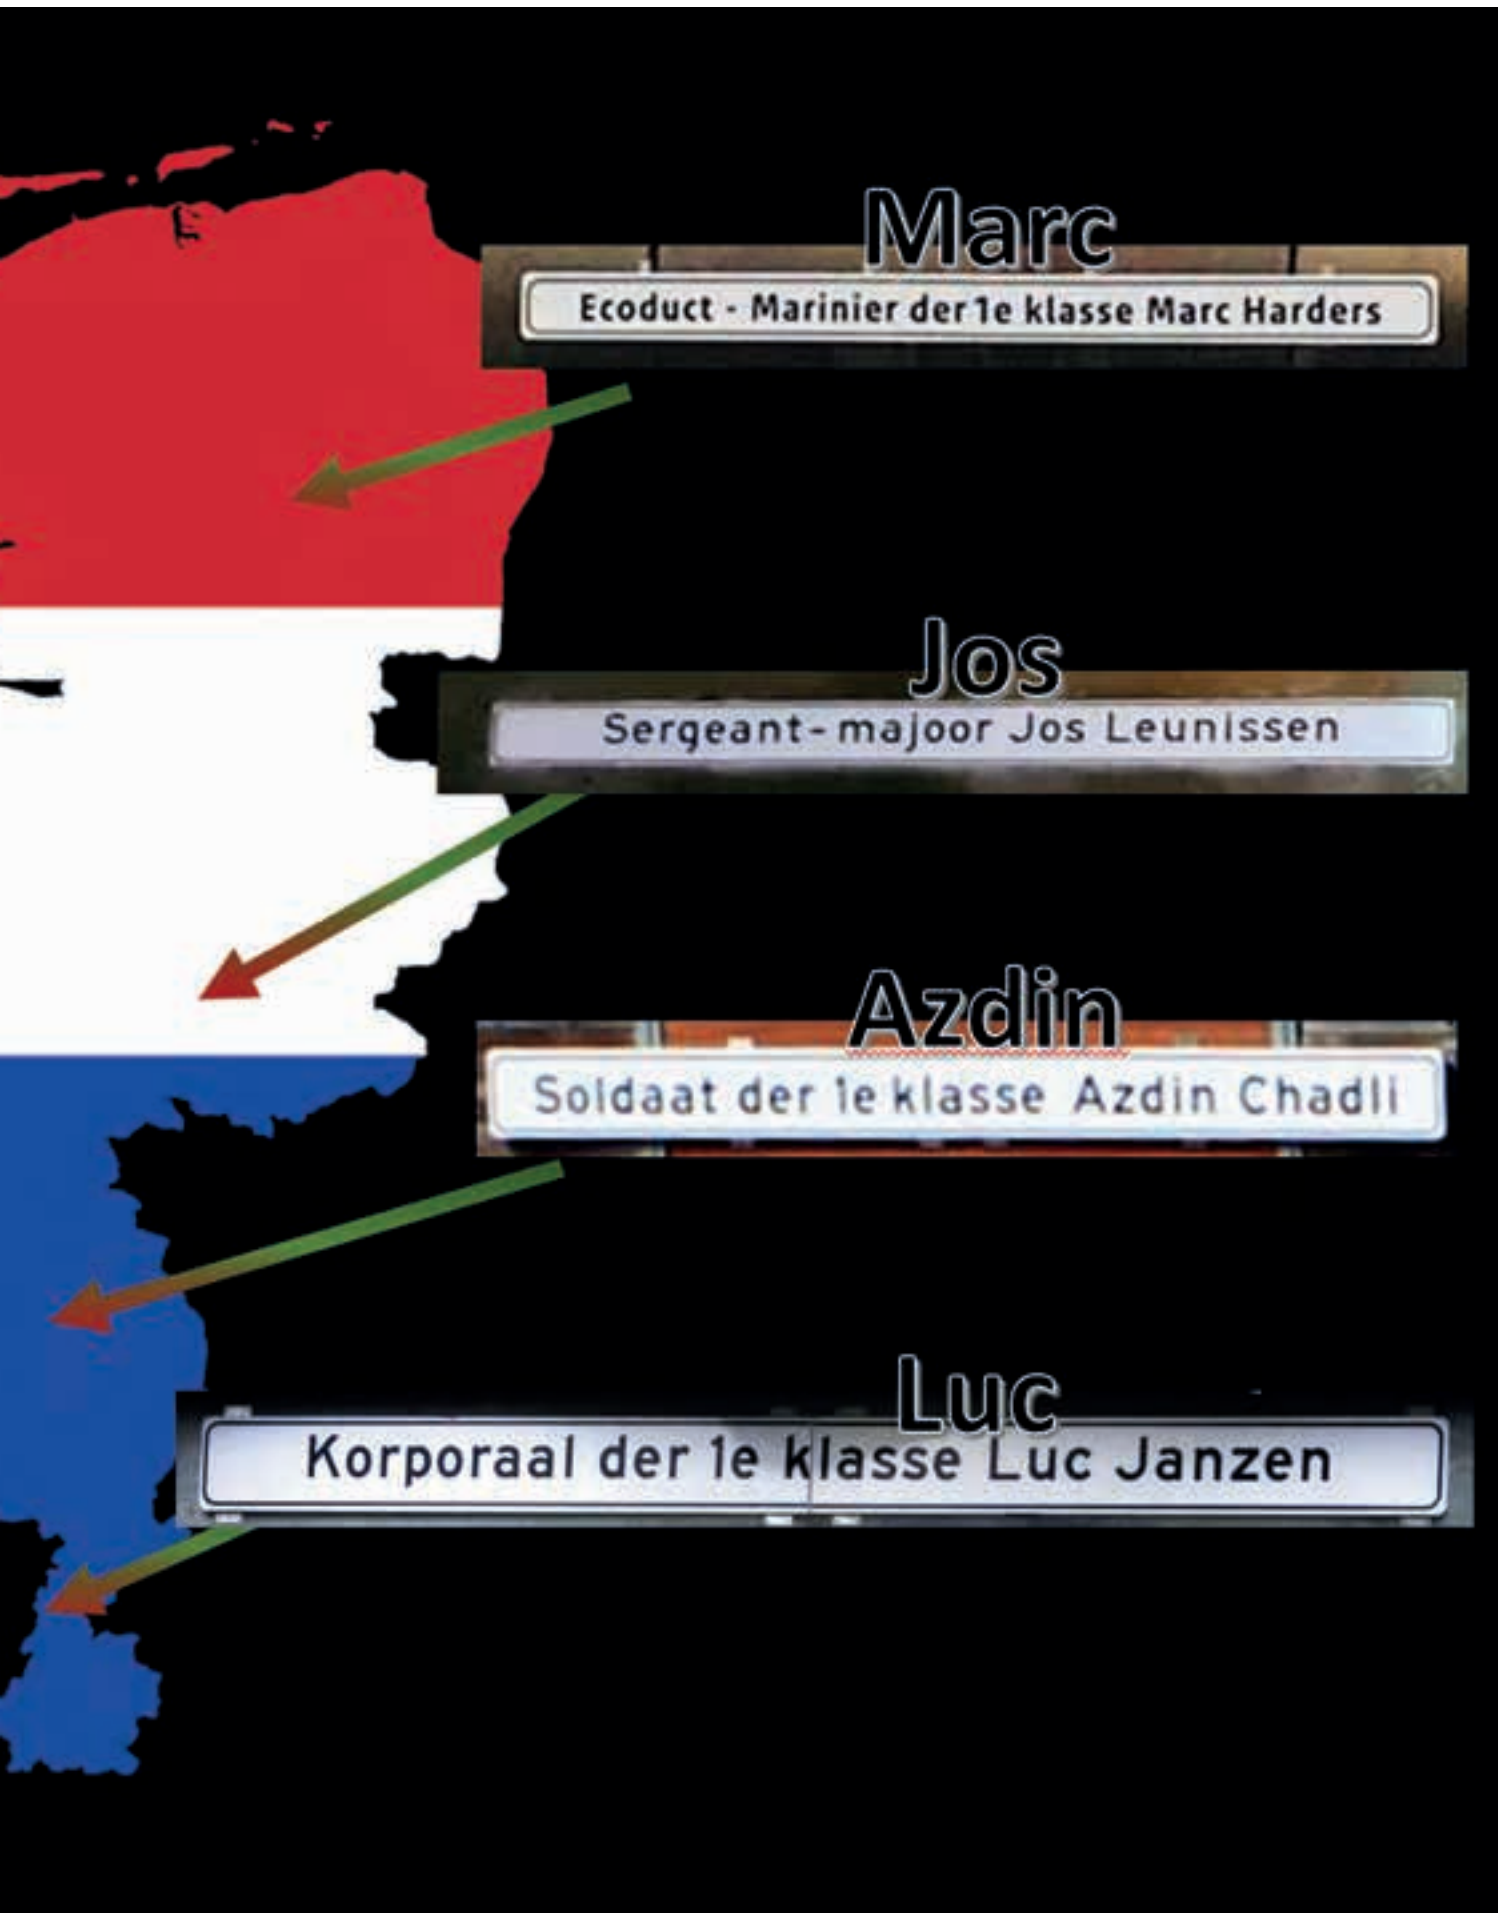 Marc
Ecoduct - Marinier der 1e klasse Marc Harders
Jos
Sergeant-majoor Jos Leunissen
Azdin
Soldaat der 1e klasse Azdin Chadli
Luc
Korporaal der 1e klasse Luc Janzen